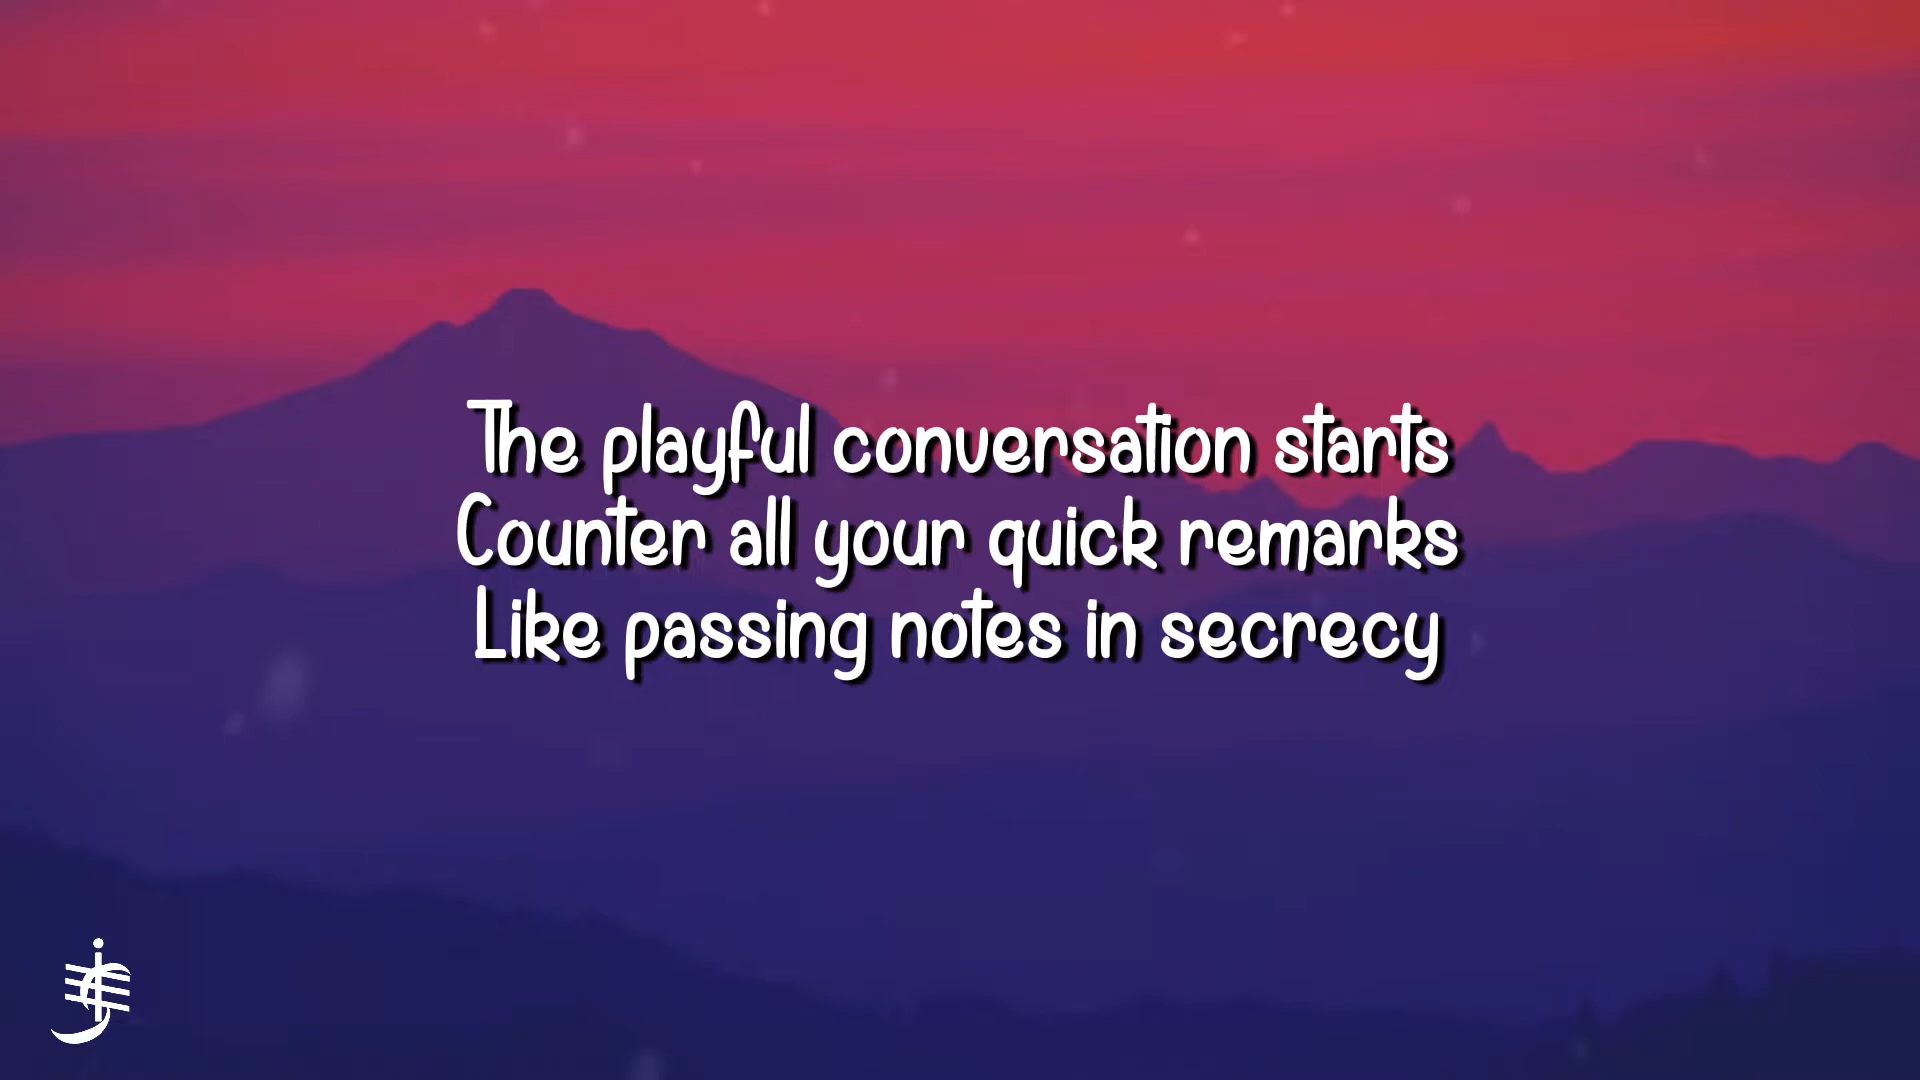 The playful conversation starts
Counter all your quick remarks
Like passing notes in secrecy